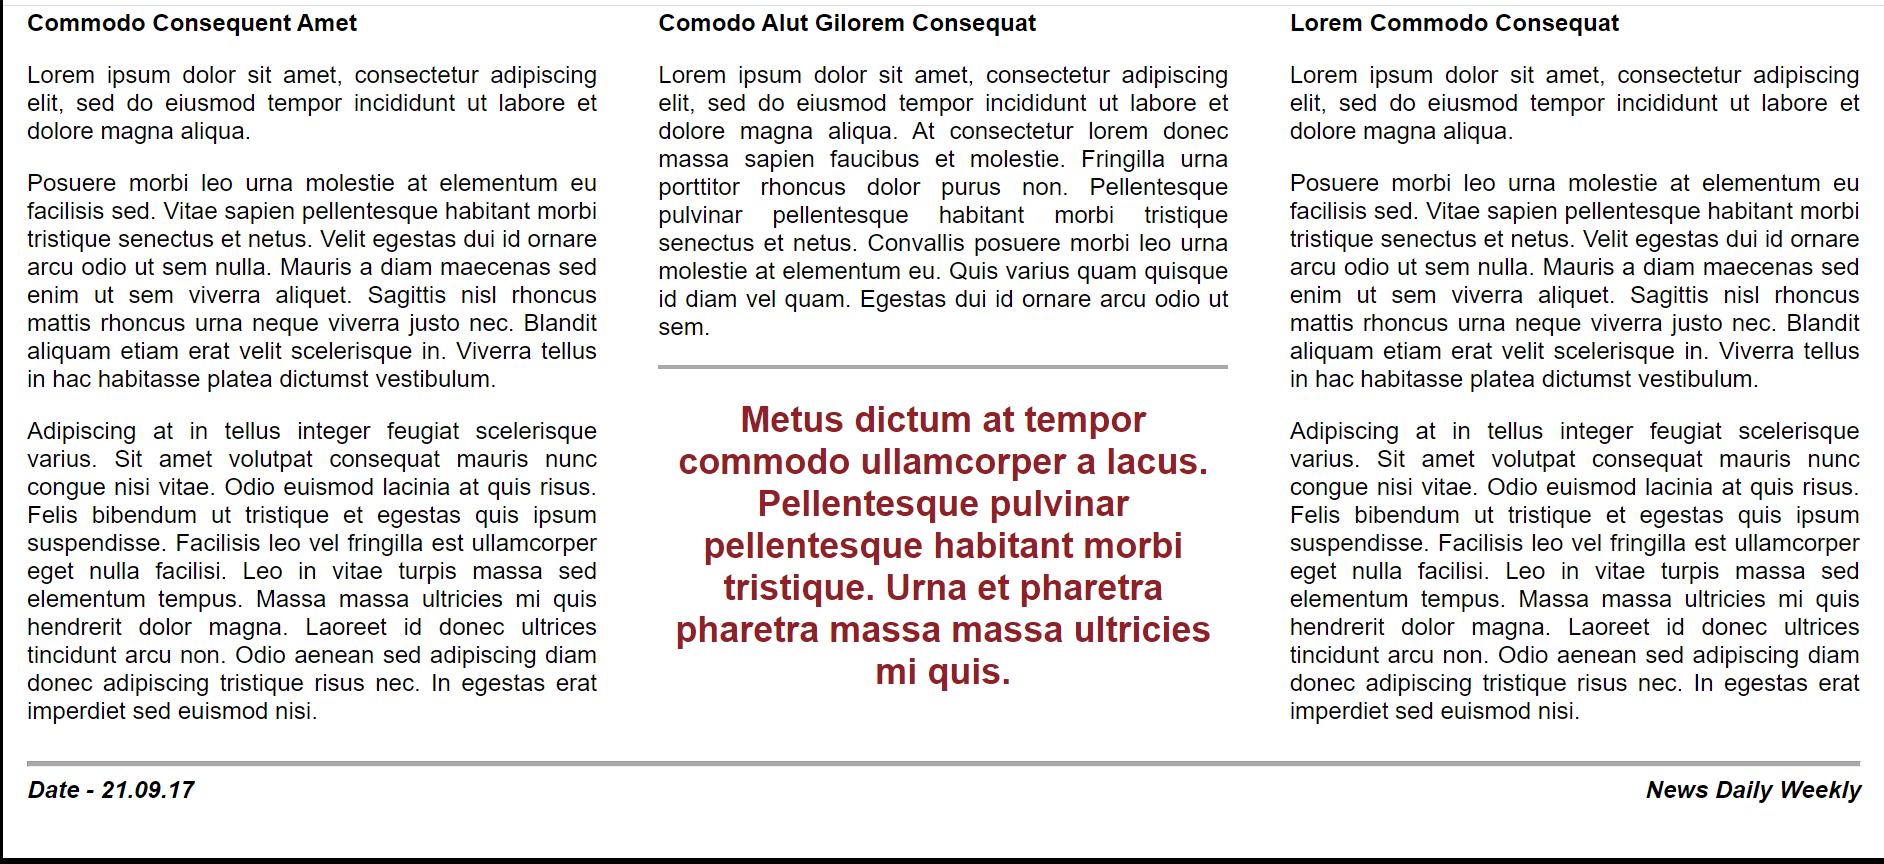 Commodo Consequent Amet
Lorem ipsum dolor sit amet, consectetur adipiscing
elit, sed do eiusmod tempor incididunt ut labore et
dolore magna aliqua.
Posuere morbi leo urna molestie at elementum eu
facilisis sed. Vitae sapien pellentesque habitant morbi
tristique senectus et netus. Velit egestas dui id ornare
arcu odio ut sem nulla. Mauris a diam maecenas sed
enim ut sem viverra aliquet. Sagittis nisl rhoncus
mattis rhoncus urna neque viverra justo nec. Blandit
aliquam etiam erat velit scelerisque in. Viverra tellus
in hac habitasse platea dictumst vestibulum.
Adipiscing at in tellus integer feugiat scelerisque
varius. Sit amet volutpat consequat mauris nunc
congue nisi vitae. Odio euismod lacinia at quis risus.
Felis bibendum ut tristique et egestas quis ipsum
suspendisse. Facilisis leo vel fringilla est ullamcorper
eget nulla facilisi. Leo in vitae turpis massa sed
elementum tempus. Massa massa ultricies mi quis
hendrerit dolor magna. Laoreet id donec ultrices
tincidunt arcu non. Odio aenean sed adipiscing diam
donec adipiscing tristique risus nec. In egestas erat
imperdiet sed euismod nisi.
Comodo Alut Gilorem Consequat
Lorem ipsum dolor sit amet, consectetur adipiscing
elit, sed do eiusmod tempor incididunt ut labore et
dolore magna aliqua. At consectetur lorem donec
massa sapien faucibus et molestie. Fringilla urna
porttitor rhoncus dolor purus non. Pellentesque
pulvinar pellentesque habitant morbi tristique
senectus et netus. Convallis posuere morbi leo urna
molestie at elementum eu. Quis varius quam quisque
id diam vel quam. Egestas dui id ornare arcu odio ut
sem.
Metus dictum at tempor
commodo ullamcorper a lacus.
Pellentesque pulvinar
pellentesque habitant morbi
tristique. Urna et pharetra
pharetra massa massa ultricies
mi quis.
Lorem Commodo Consequat
Lorem ipsum dolor sit amet, consectetur adipiscing
elit, sed do eiusmod tempor incididunt ut labore et
dolore magna aliqua.
Posuere morbi leo urna molestie at elementum eu
facilisis sed. Vitae sapien pellentesque habitant morbi
tristique senectus et netus. Velit egestas dui id ornare
arcu odio ut sem nulla. Mauris a diam maecenas sed
enim ut sem viverra aliquet. Sagittis nisl rhoncus
mattis rhoncus urna neque viverra justo nec. Blandit
aliquam etiam erat velit scelerisque in. Viverra tellus
in hac habitasse platea dictumst vestibulum.
Adipiscing at in tellus integer feugiat scelerisque
varius. Sit amet volutpat consequat mauris nunc
congue nisi vitae. Odio euismod lacinia at quis risus.
Felis bibendum ut tristique et egestas quis ipsum
suspendisse. Facilisis leo vel fringilla est ullamcorper
eget nulla facilisi. Leo in vitae turpis massa sed
elementum tempus. Massa massa ultricies mi quis
hendrerit dolor magna. Laoreet id donec ultrices
tincidunt arcu non. Odio aenean sed adipiscing diam
donec adipiscing tristique risus nec. In egestas erat
imperdiet sed euismod nisi.
Date - 21.09.17
News Daily Weekly